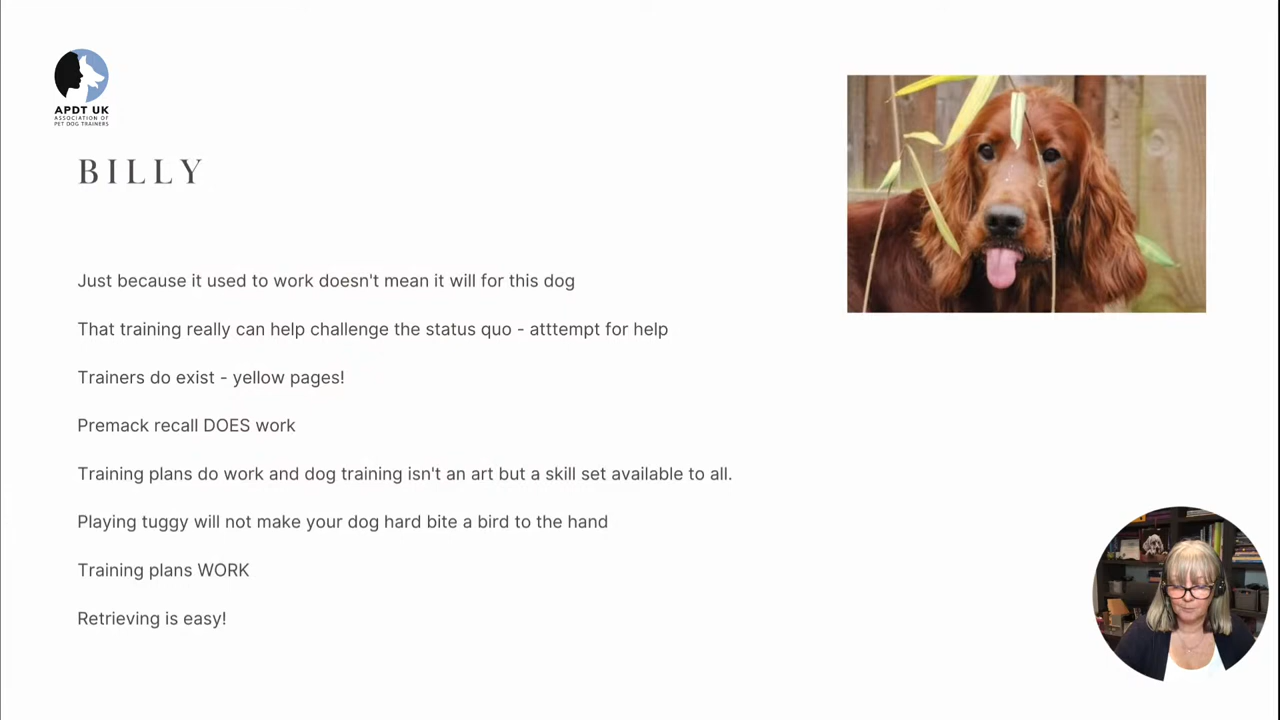 APDT UK
ASSOCIATION OF
PET DOG TRAINERS
BILLY
Just because it used to work doesn't mean it will for this dog
That training really can help challenge the status quo - atttempt for help
Trainers do exist - yellow pages!
Premack recall DOES work
Training plans do work and dog training isn't an art but a skill set available to all.
Playing tuggy will not make your dog hard bite a bird to the hand
Training plans WORK
Retrieving is easy!